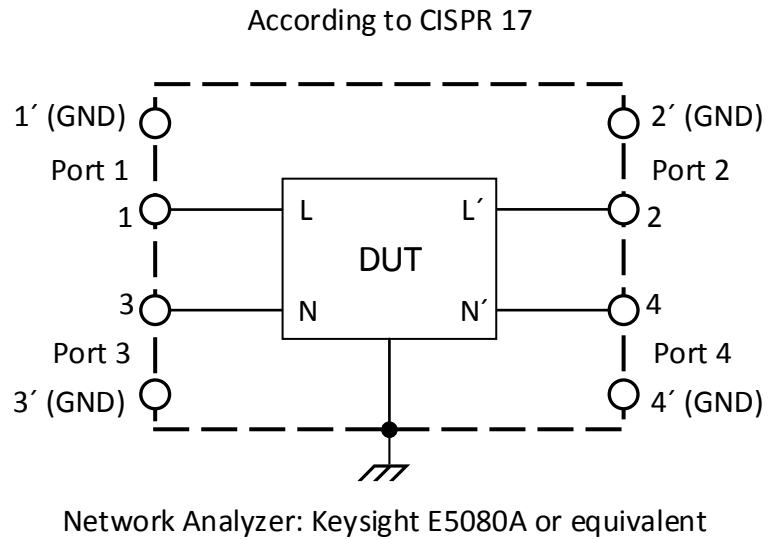 According to CISPR 17
1´ (GND)
2´ (GND)
Port 1
Port 2
1
L
L´
2
DUT
3
N
N´
4
Port 3
Port 4
3´ (GND)
4´ (GND)
Network Analyzer: Keysight E5080A or equivalent